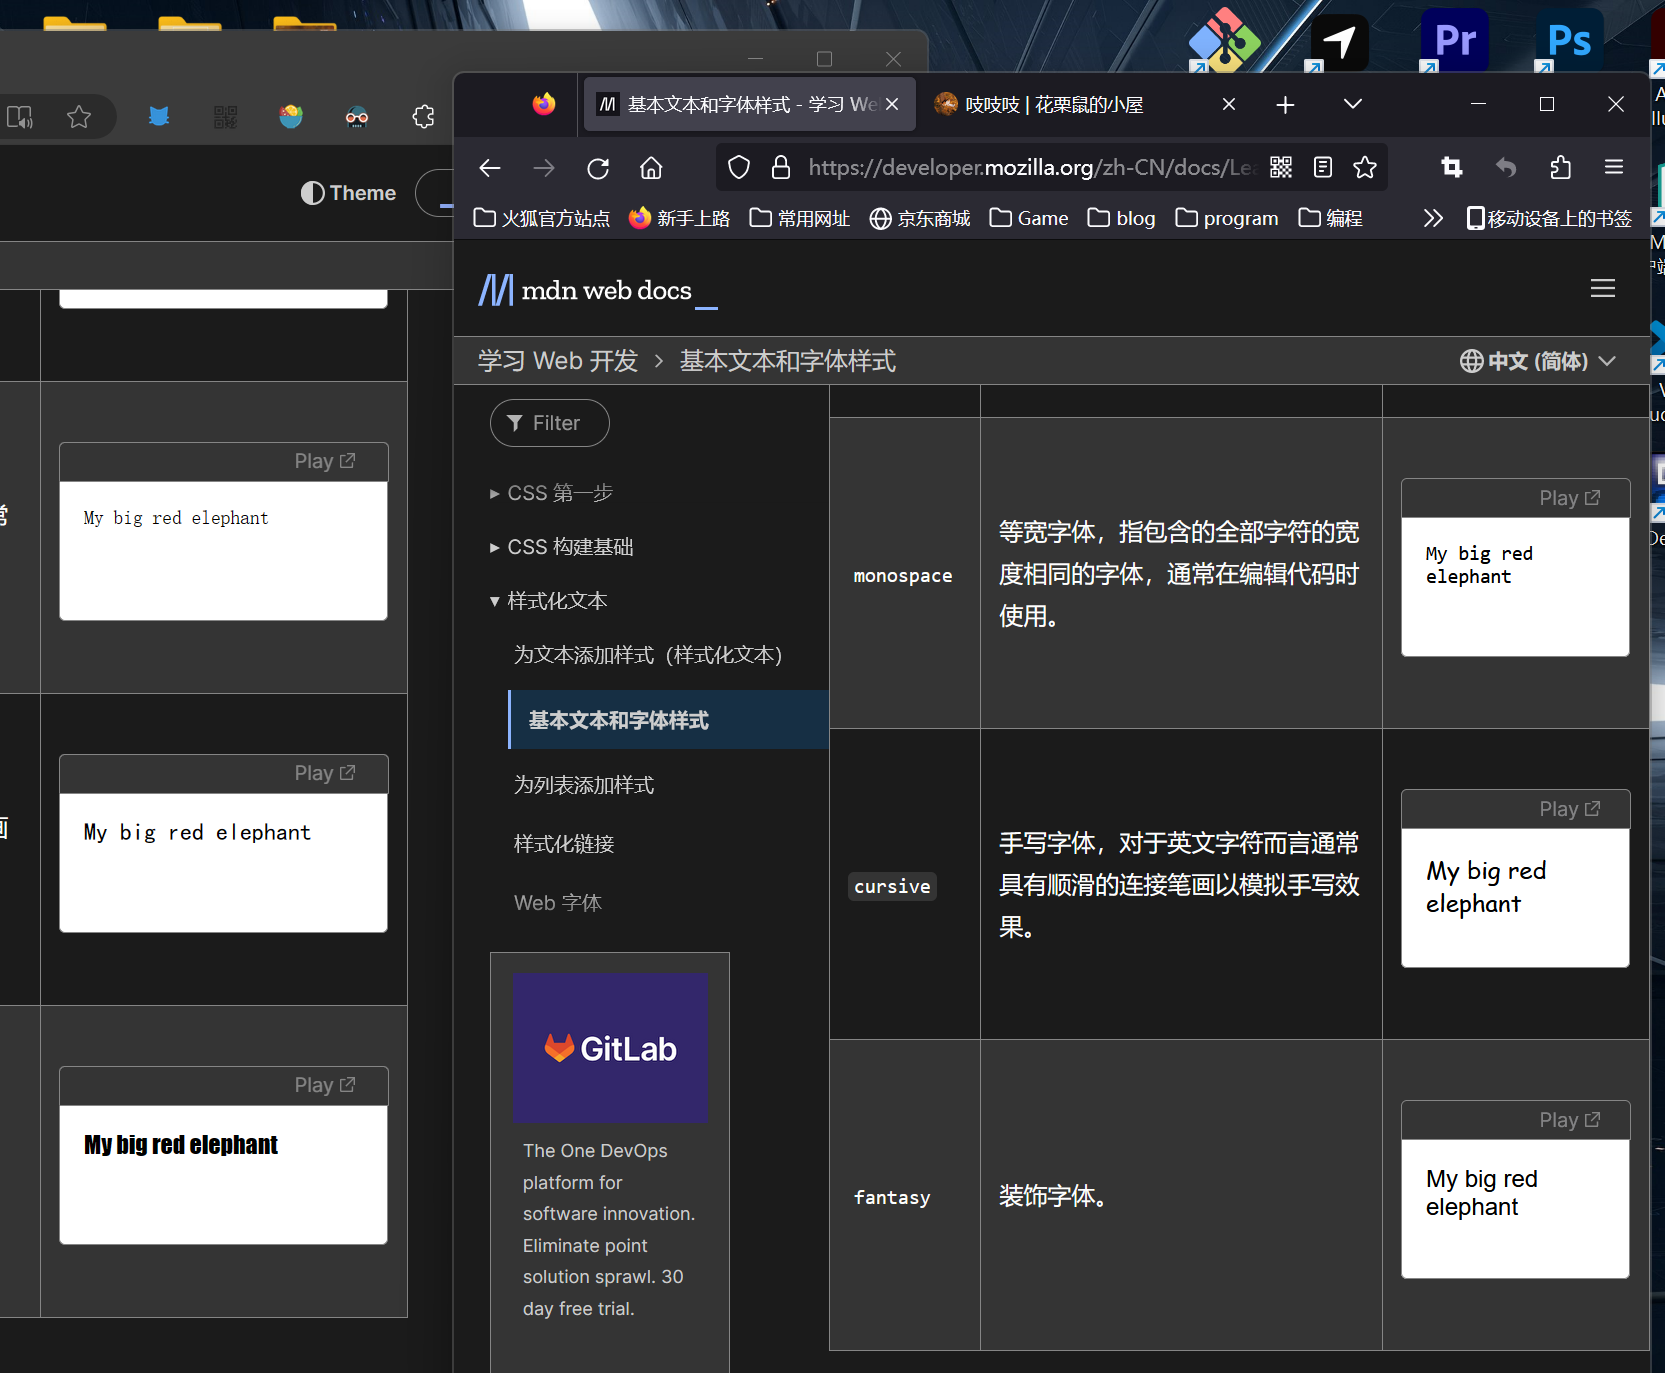 Theme
常
Play
My big red elephant
画
Play
My big red elephant
Play
My big red elephant
基本文本和字体样式 - 学习 We
吱吱吱 | 花栗鼠的小屋
https://developer.mozilla.org/zh-CN/docs/Lea
火狐官方站点
新手上路
常用网址
京东商城
Game
blog
program
编程
移动设备上的书签
mdn web docs
学习 Web 开发 > 基本文本和字体样式
中文 (简体)
Filter
CSS 第一步
CSS 构建基础
样式化文本
为文本添加样式（样式化文本）
基本文本和字体样式
为列表添加样式
样式化链接
Web 字体
GitLab
The One DevOps
platform for
software innovation.
Eliminate point
solution sprawl. 30
day free trial.
monospace
等宽字体，指包含的全部字符的宽
度相同的字体，通常在编辑代码时
使用。
Play
My big red
elephant
cursive
手写字体，对于英文字符而言通常
具有顺滑的连接笔画以模拟手写效
果。
Play
My big red
elephant
fantasy
装饰字体。
Play
My big red
elephant
Pr
Ps